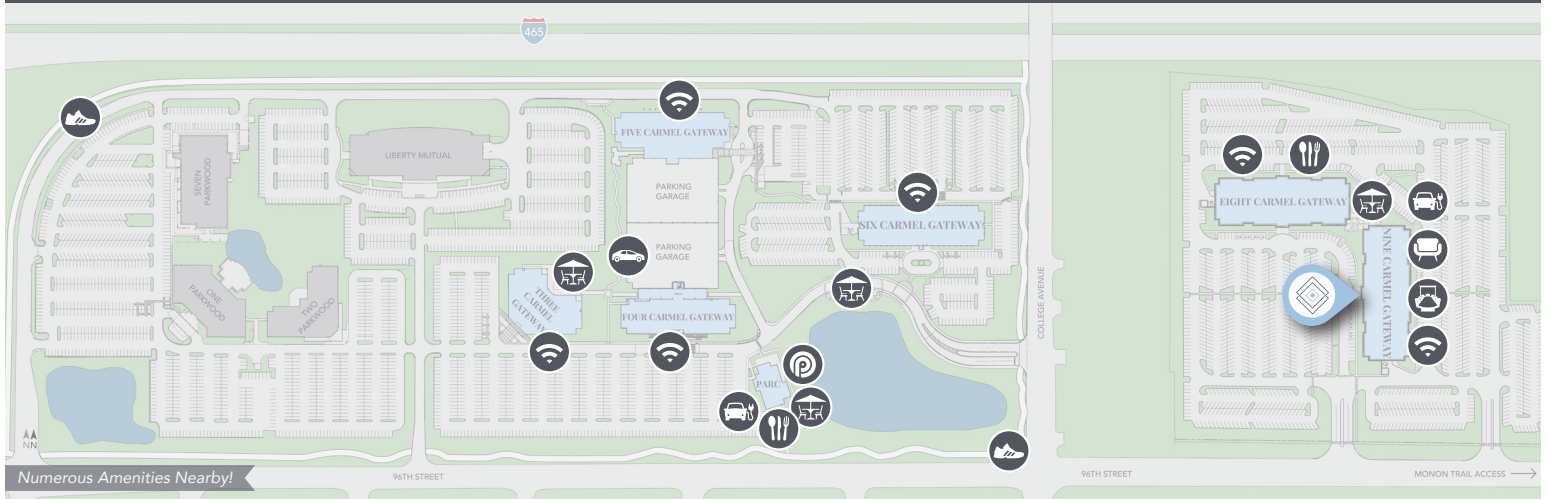 465
FIVE CARMEL GATEWAY
LIBERTY MUTUAL
SEVEN
PARKWOOD
PARKING
GARAGE
EIGHT CARMEL GATEWAY
SIX CARMEL GATEWAY
PARKING
GARAGE
NINE CARMEL GATEWAY
ONE
PARKWOOD
TWO
PARKWOOD
THREE
CARMEL
GATEWAY
FOUR CARMEL GATEWAY
COLLEGE AVENUE
PARC
P
NN
Numerous Amenities Nearby!
96TH STREET
96TH STREET
MONON TRAIL ACCESS